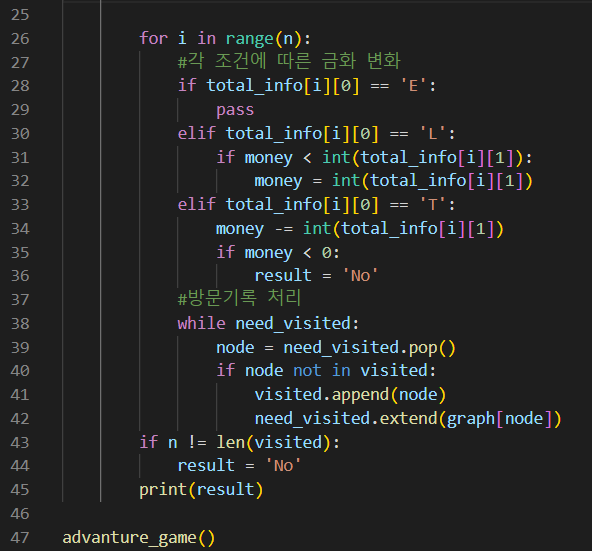 25
26 for i in range(n):
27 #각 조건에 따른 금화 변화
28 if total_info[i][0] == 'E':
29 pass
30 elif total_info[i][0] == 'L':
31 if money < int(total_info[i][1]):
32 money = int(total_info[i][1])
33 elif total_info[i][0] == 'T':
34 money -= int(total_info[i][1])
35 if money < 0:
36 result = 'No'
37 #방문기록 처리
38 while need_visited:
39 node = need_visited.pop()
40 if node not in visited:
41 visited.append(node)
42 need_visited.extend(graph[node])
43 if n != len(visited):
44 result = 'No'
45 print(result)
46
47 advanture_game()